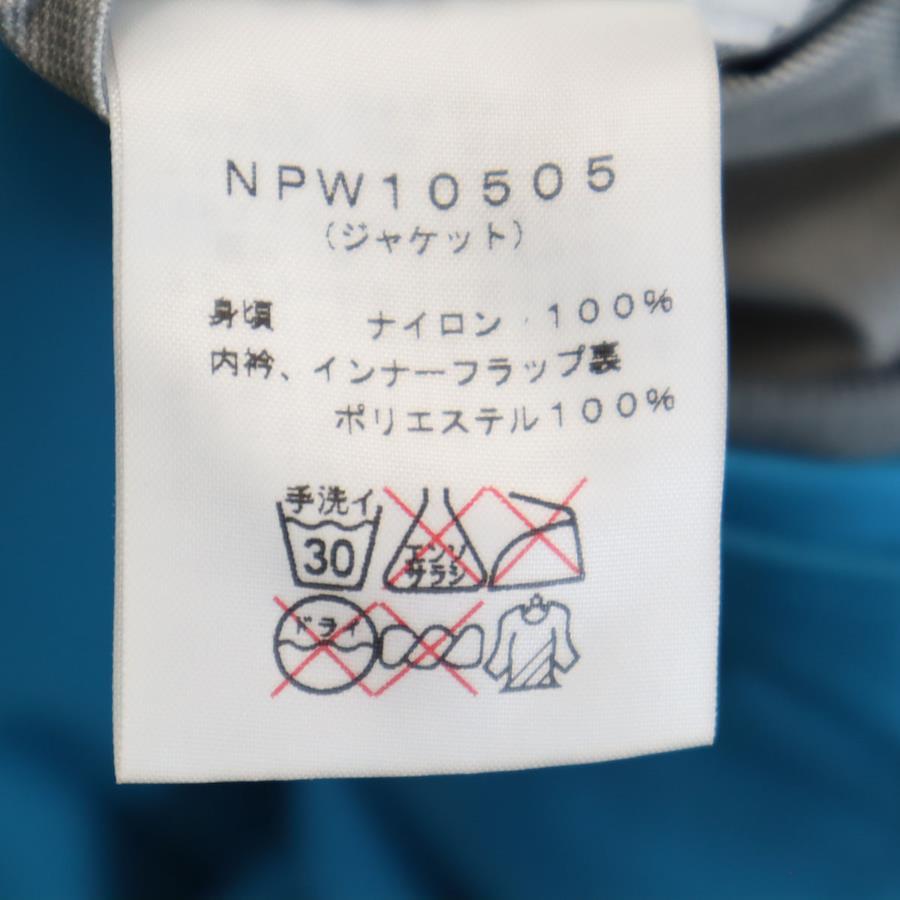 NPW10505
（ジャケット）
身頃　ナイロン　100%
内衿、インナーフラップ裏
ポリエステル100%
手洗イ
30
エンソ
サラシ
ドライ